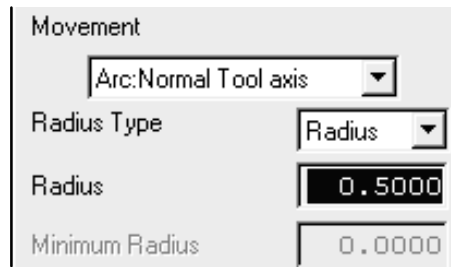 Movement
Arc:Normal Tool axis
Radius Type Radius
Radius 0.5000
Minimum Radius 0.0000